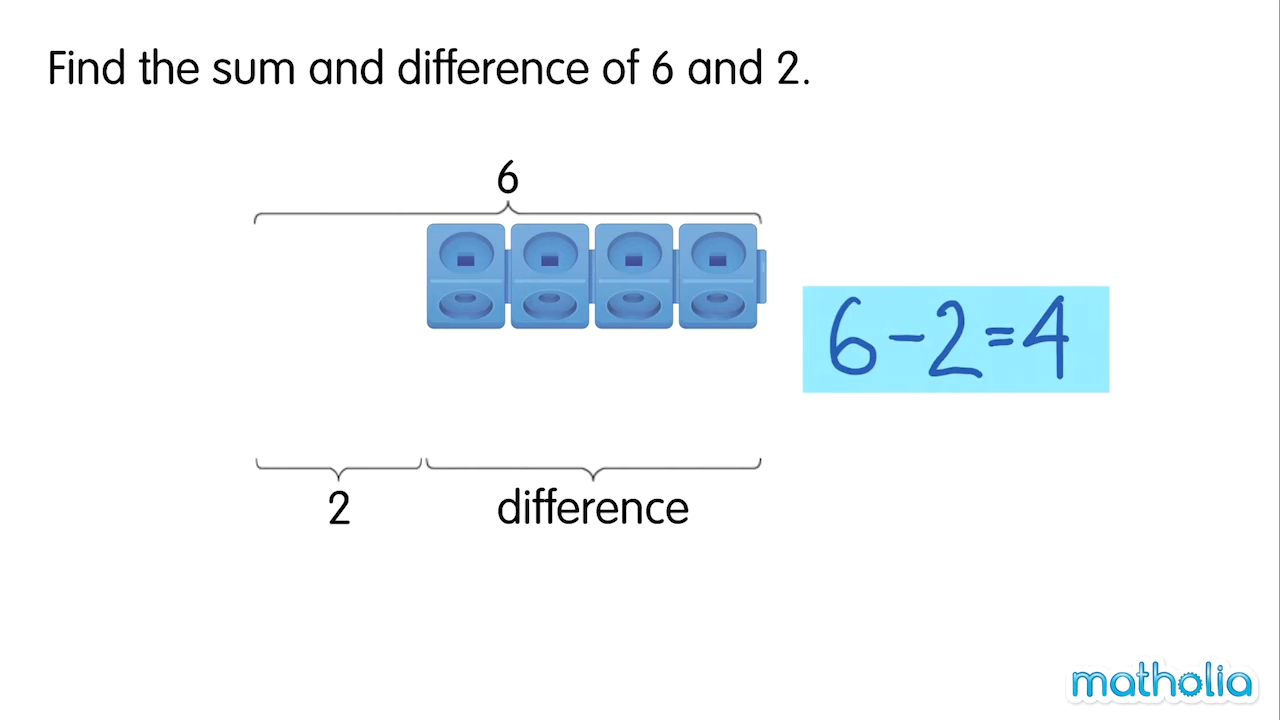 Find the sum and difference of 6 and 2.
6
6-2=4
2 difference
matholia